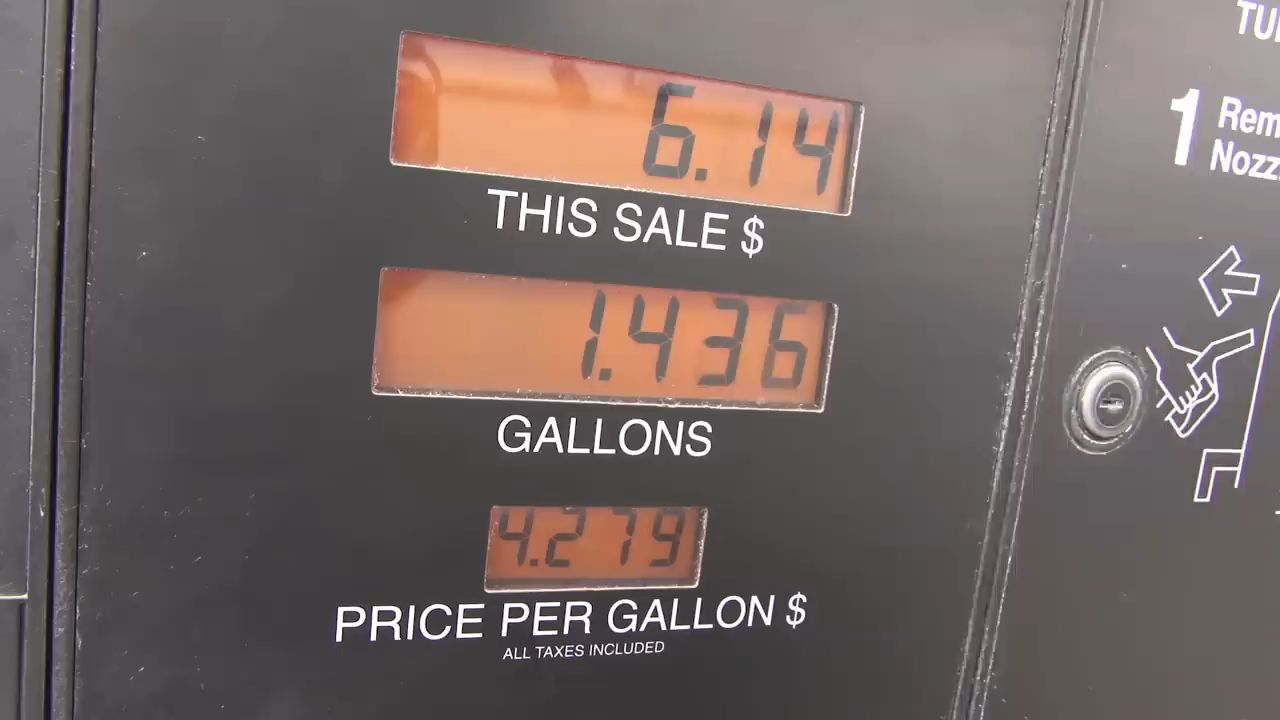 6.14
THIS SALE $
1.436
GALLONS
4.279
PRICE PER GALLON $
ALL TAXES INCLUDED
1